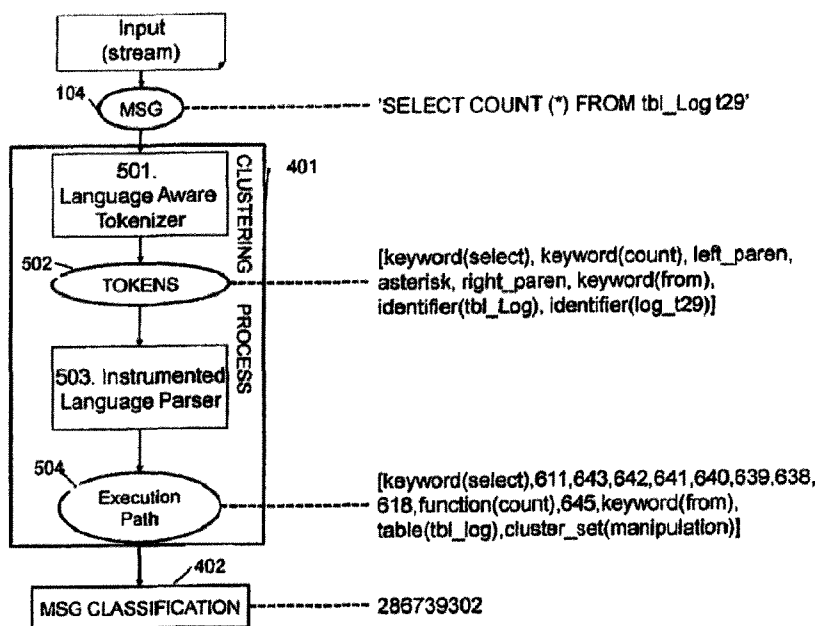 Input
(stream)
104
MSG
'SELECT COUNT (*) FROM tbl_Log t29'
501.
Language Aware
Tokenizer
CLUSTERING PROCESS
401
502
TOKENS
[keyword(select), keyword(count), left_paren,
asterisk, right_paren, keyword(from),
identifier(tbl_Log), identifier(log_t29)]
503. Instrumented
Language Parser
504
Execution
Path
[keyword(select),611,643,642,641,640,639,638,
618,function(count),645,keyword(from),
table(tbl_log),cluster_set(manipulation)]
402
MSG CLASSIFICATION
286739302